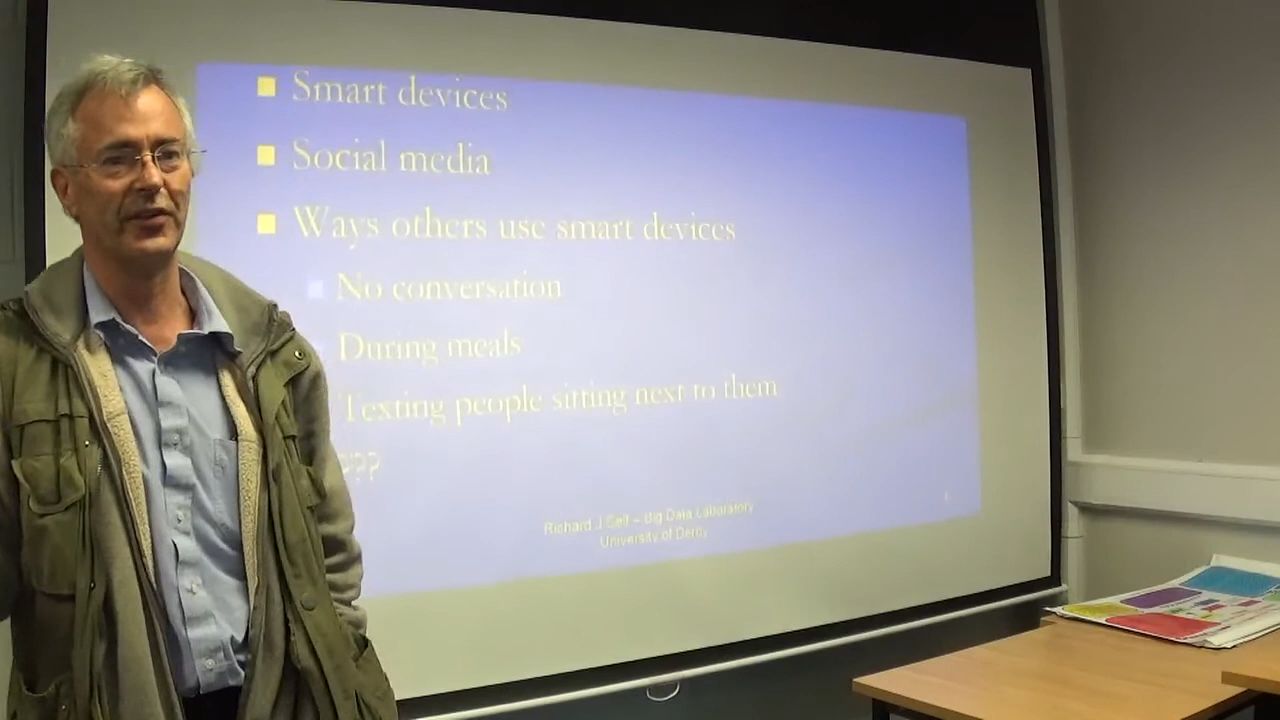 Smart devices
Social media
Ways others use smart devices
No conversation
During meals
Texting people sitting next to them
???
Richard J Self – Big Data Laboratory
University of Derby